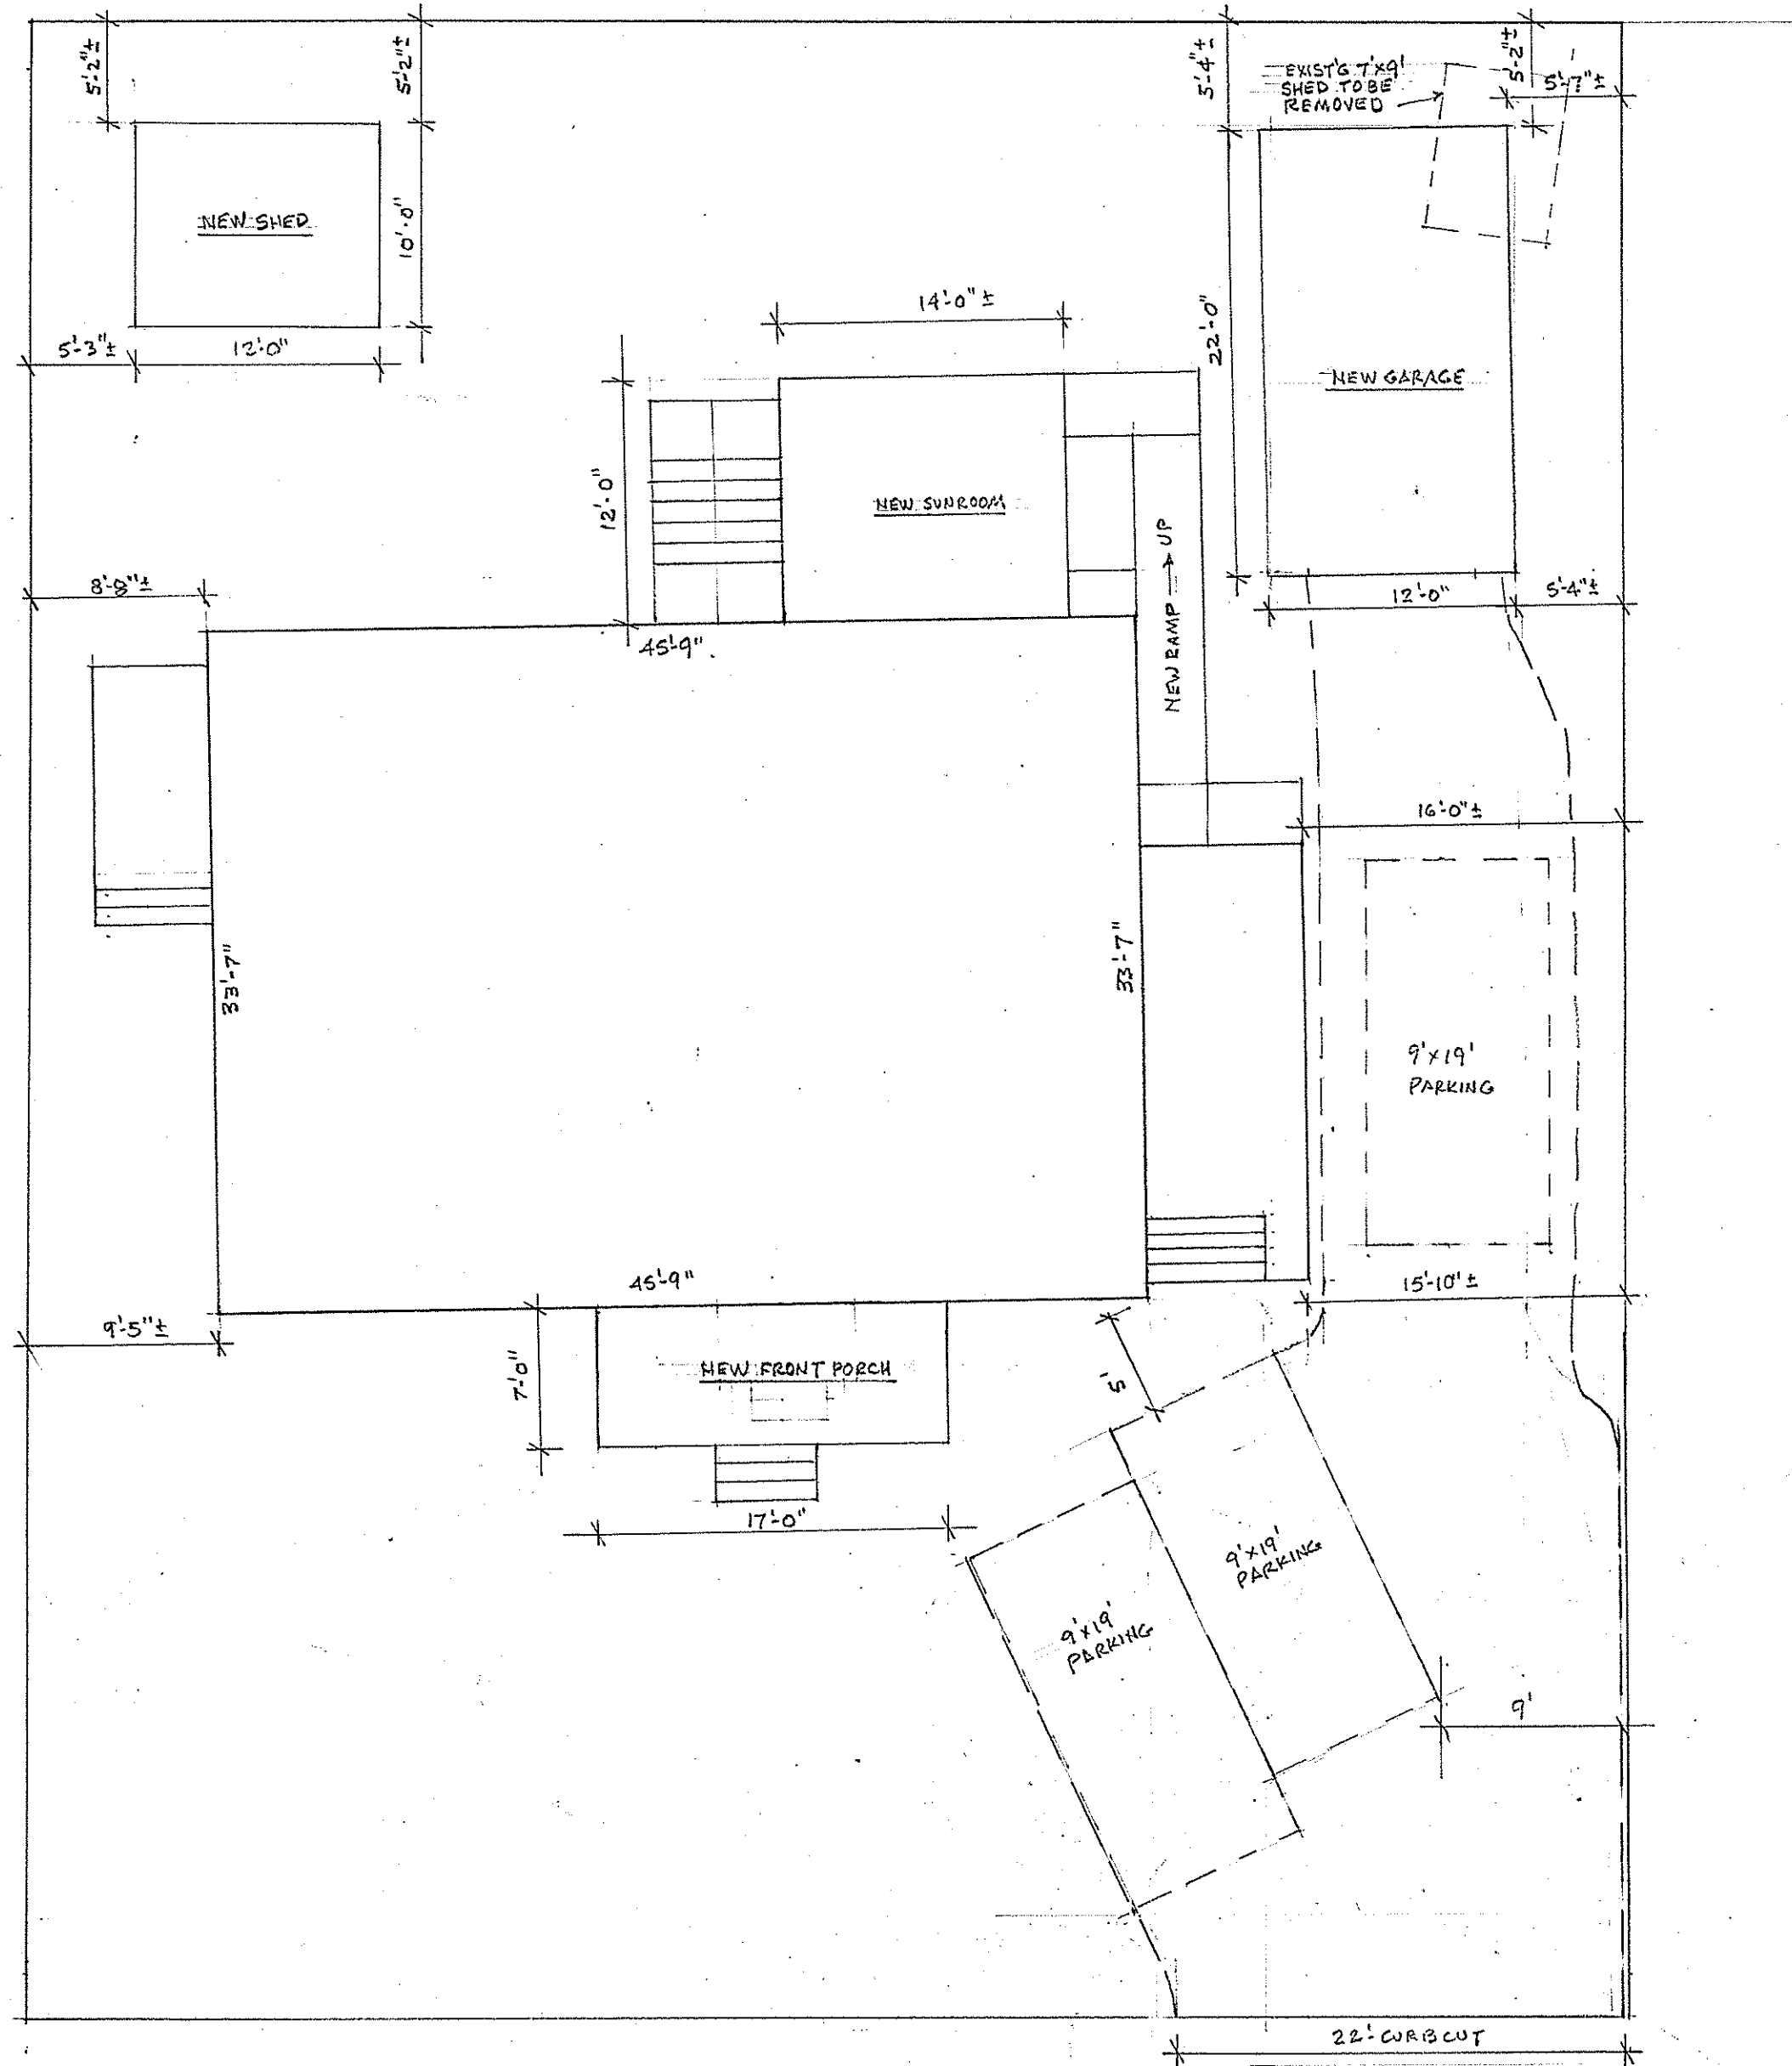 5'-2"±
5'-2"±
5'-4"±
EXIST'G 7'x9'
SHED TO BE
REMOVED
5'-2"±
5'-7"±
NEW SHED
10'-0"
5'-3"±
12'-0"
14'-0"±
22'-0"
NEW GARAGE
12'-0"
NEW SUNROOM
NEW RAMP → UP
8'-8"±
45'-9"
12'-0"
5'-4"±
16'-0"±
33'-7"
33'-7"
9'x19'
PARKING
45'-9"
15'-10"±
9'-5"±
7'-0"
NEW FRONT PORCH
5'
17'-0"
9'x19'
PARKING
9'x19'
PARKING
9'
22'-CURBCUT